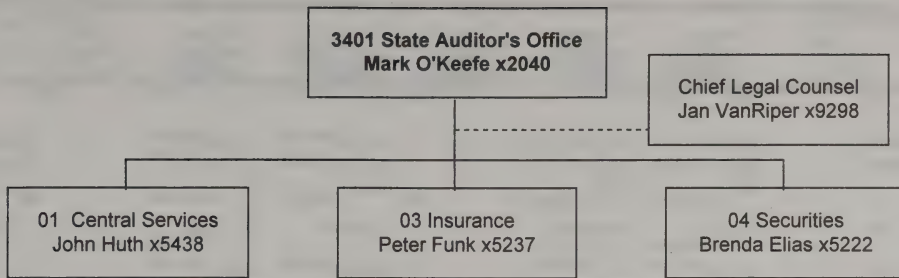 3401 State Auditor's Office
Mark O'Keefe x2040
Chief Legal Counsel
Jan VanRiper x9298
01 Central Services
John Huth x5438
03 Insurance
Peter Funk x5237
04 Securities
Brenda Elias x5222